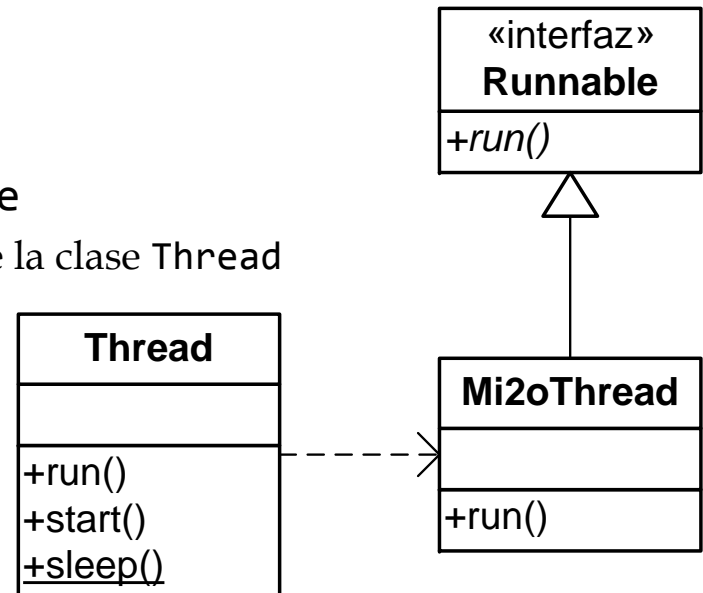 «interfaz»
Runnable
+run()
la clase Thread
Thread
+run()
+start()
+sleep()
Mi2oThread
+run()